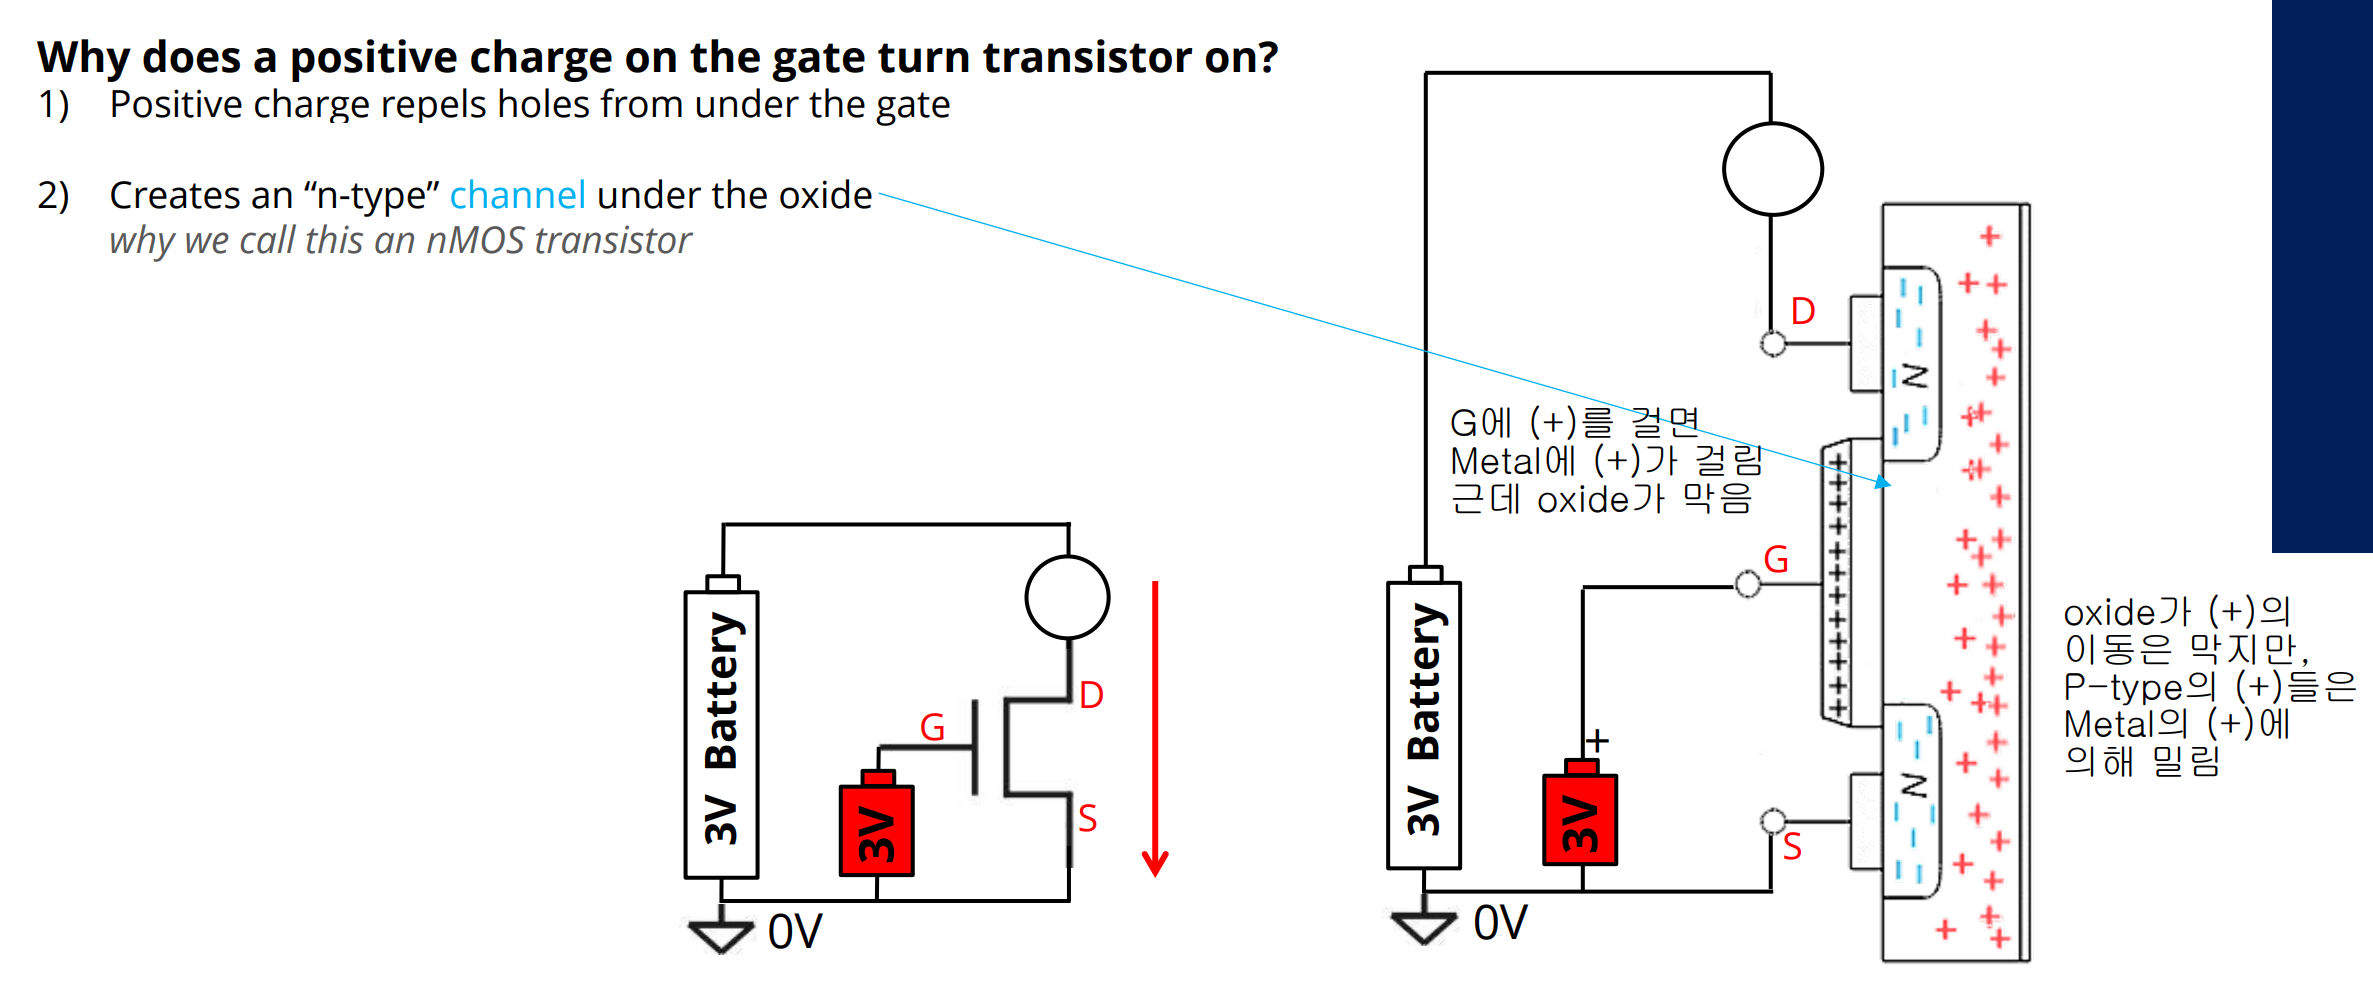 Why does a positive charge on the gate turn transistor on?
1) Positive charge repels holes from under the gate
2) Creates an “n-type” channel under the oxide
why we call this an nMOS transistor
3V Battery
3V
G
D
S
0V
3V Battery
3V
+
0V
D
G
S
G에 (+)를 걸면
Metal에 (+)가 걸림
근데 oxide가 막음
N
N
oxide가 (+)의
이동은 막지만,
P-type의 (+)들은
Metal의 (+)에
의해 밀림